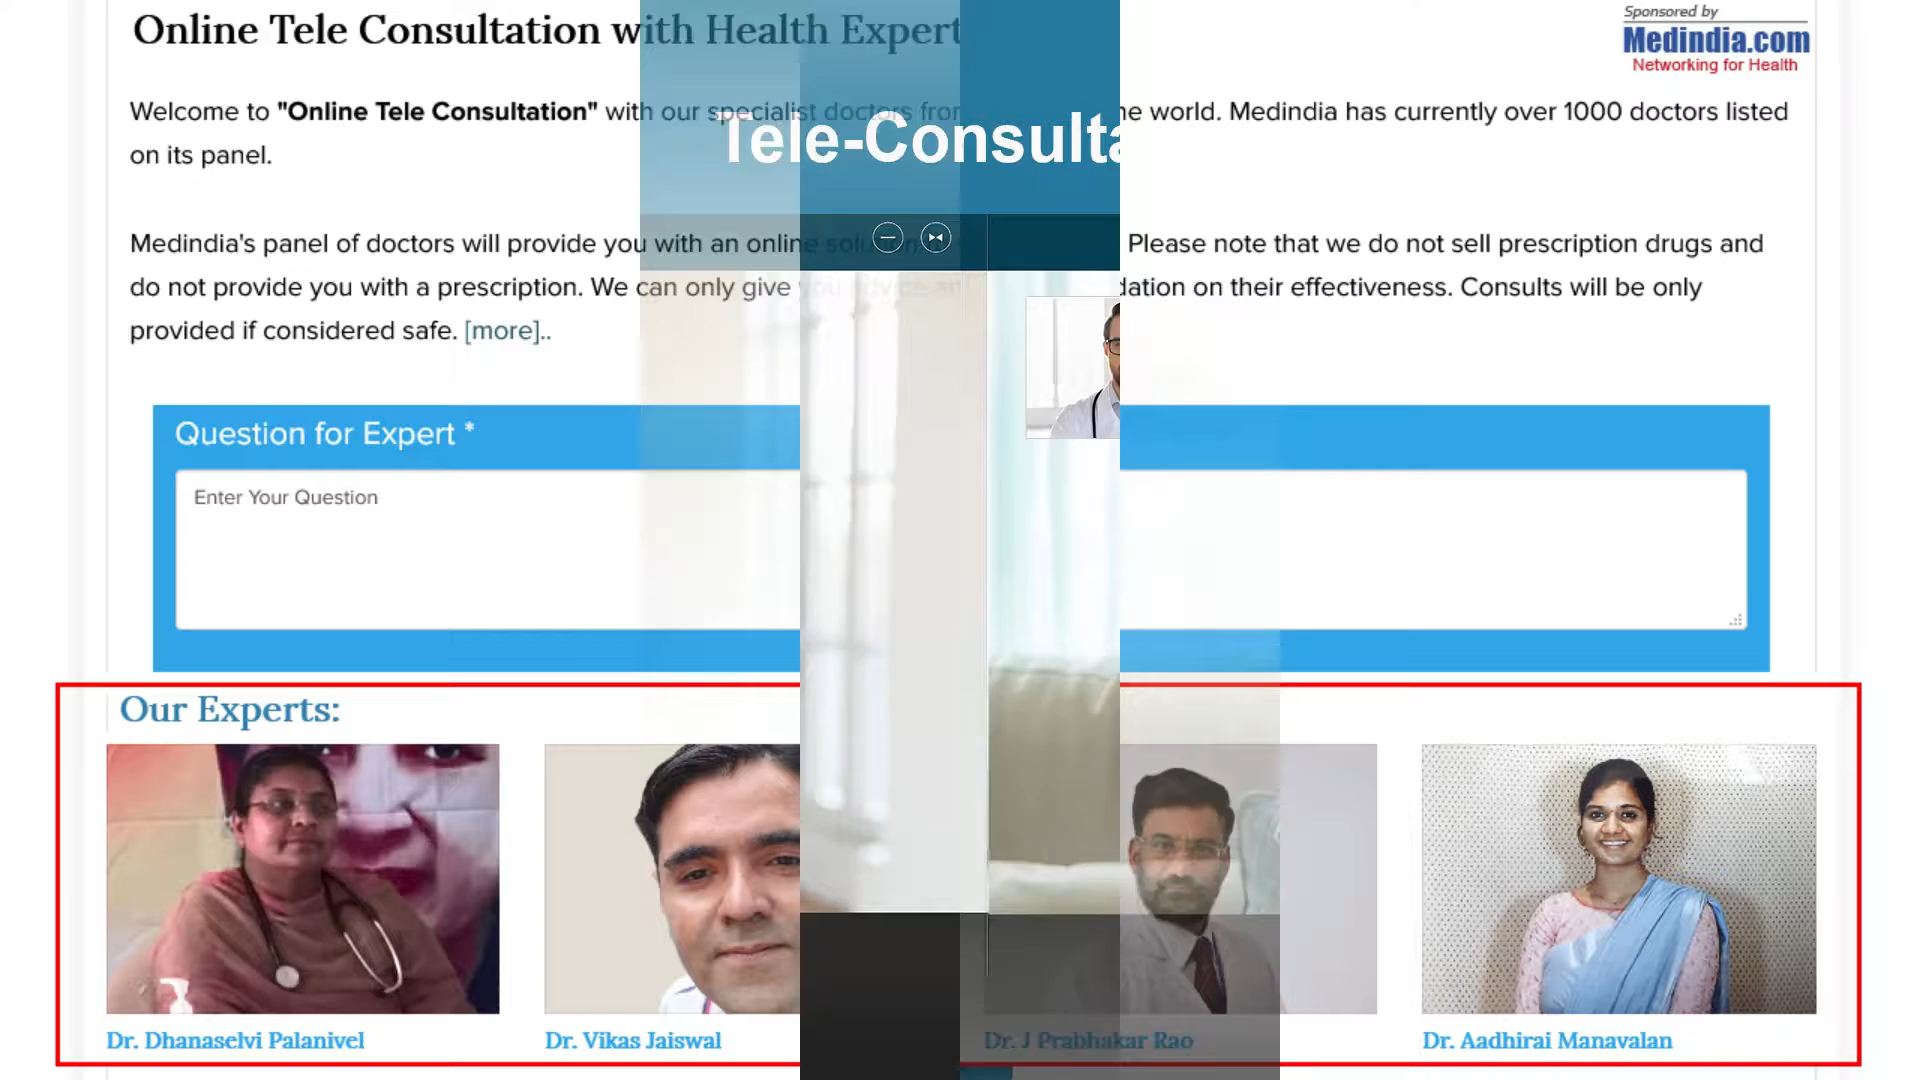 Online Tele Consultation with Health Expert
Sponsored by
Medindia.com
Networking for Health
Welcome to "Online Tele Consultation" with our specialist doctors from the world. Medindia has currently over 1000 doctors listed
on its panel.
Tele-Consulta
Medindia's panel of doctors will provide you with an online Please note that we do not sell prescription drugs and
do not provide you with a prescription. We can only give you advice dation on their effectiveness. Consults will be only
provided if considered safe. [more]..
Question for Expert *
Enter Your Question
Our Experts:
Dr. Dhanaselvi Palanivel
Dr. Vikas Jaiswal
Dr. J Prabhakar Rao
Dr. Aadhirai Manavalan